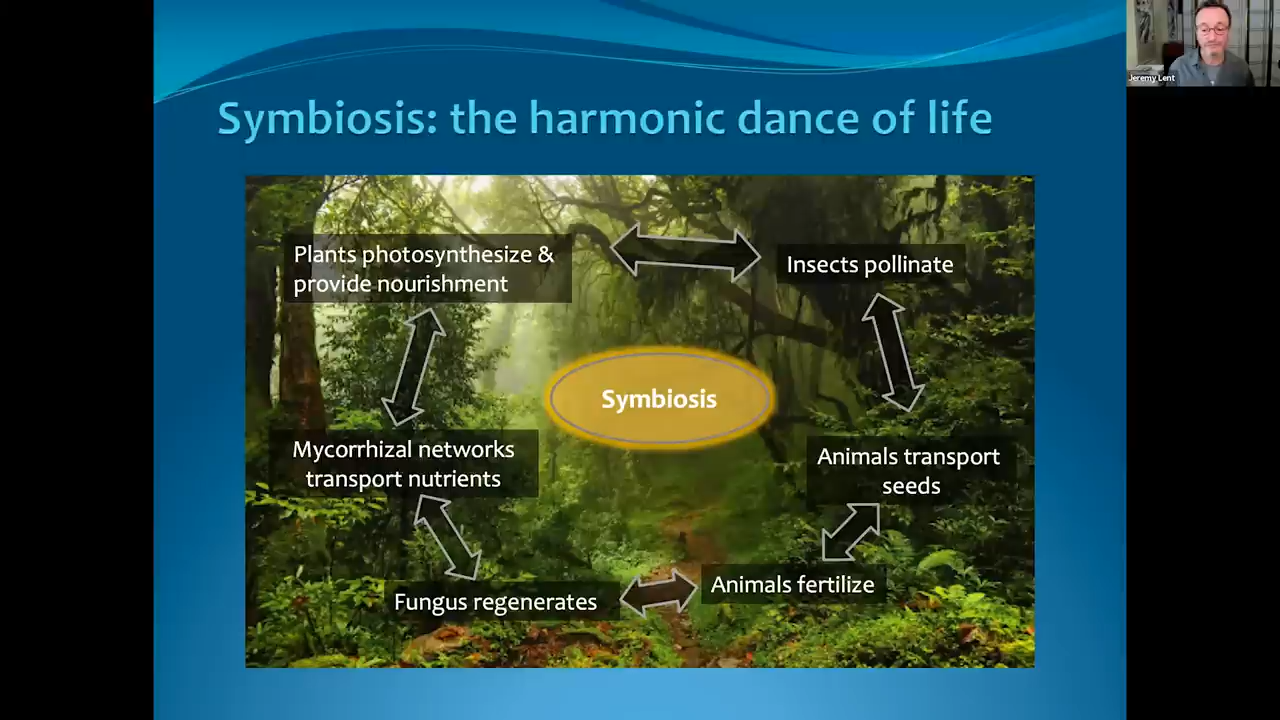 Symbiosis: the harmonic dance of life
Jeremy Lent
Plants photosynthesize &
provide nourishment
Insects pollinate
Symbiosis
Mycorrhizal networks
transport nutrients
Animals transport
seeds
Fungus regenerates
Animals fertilize